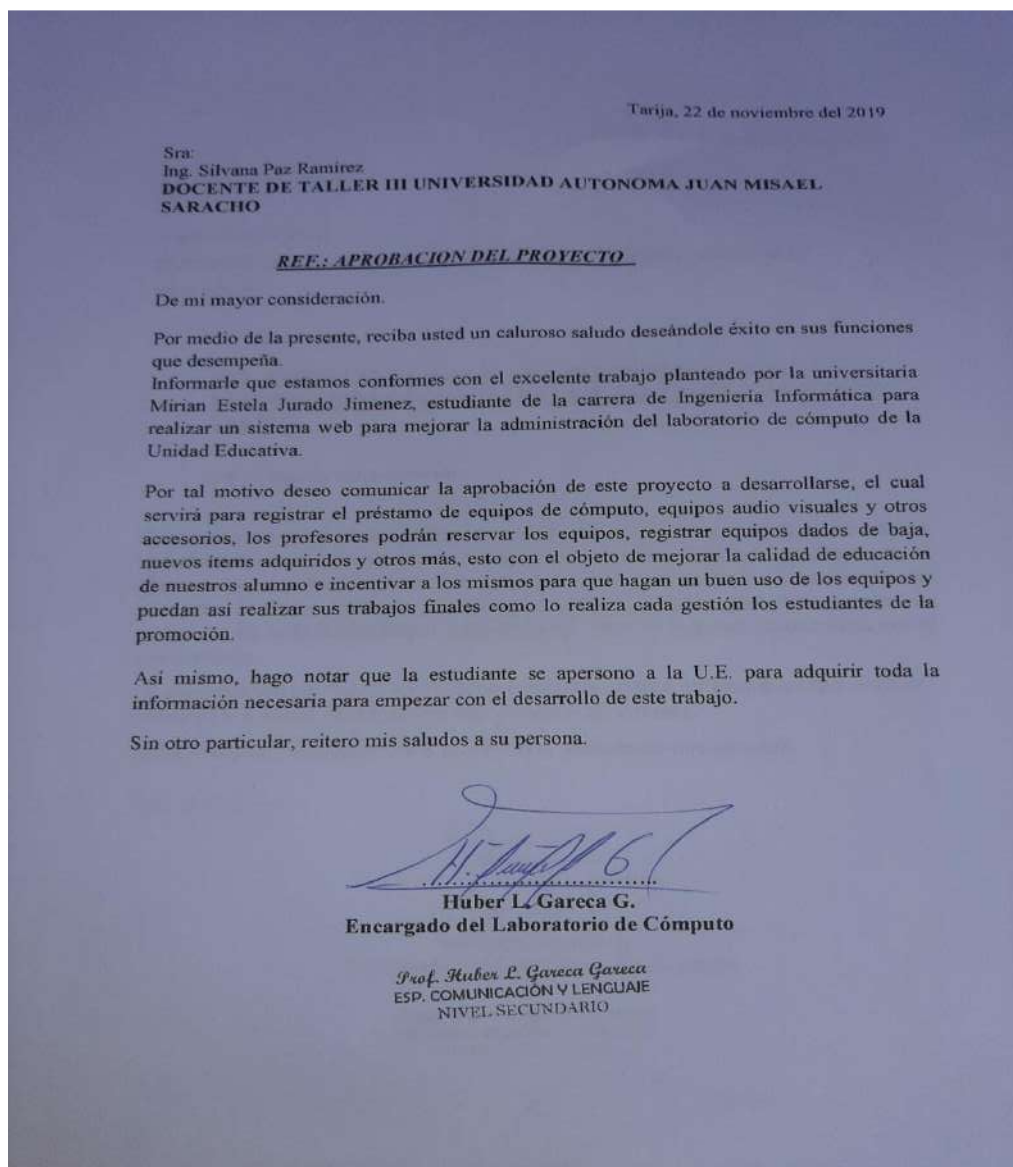 Tarija, 22 de noviembre del 2019
Sra:
Ing. Silvana Paz Ramirez
DOCENTE DE TALLER III UNIVERSIDAD AUTONOMA JUAN MISAEL
SARACHO
REF.: APROBACION DEL PROYECTO
De mi mayor consideración.
Por medio de la presente, reciba usted un caluroso saludo deseándole éxito en sus funciones
que desempeña.
Informarle que estamos conformes con el excelente trabajo planteado por la universitaria
Mirian Estela Jurado Jimenez, estudiante de la carrera de Ingeniería Informática para
realizar un sistema web para mejorar la administración del laboratorio de cómputo de la
Unidad Educativa.
Por tal motivo deseo comunicar la aprobación de este proyecto a desarrollarse, el cual
servirá para registrar el préstamo de equipos de cómputo, equipos audio visuales y otros
accesorios, los profesores podrán reservar los equipos, registrar equipos dados de baja,
nuevos ítems adquiridos y otros más, esto con el objeto de mejorar la calidad de educación
de nuestros alumno e incentivar a los mismos para que hagan un buen uso de los equipos y
puedan así realizar sus trabajos finales como lo realiza cada gestión los estudiantes de la
promoción.
Así mismo, hago notar que la estudiante se apersono a la U.E. para adquirir toda la
información necesaria para empezar con el desarrollo de este trabajo.
Sin otro particular, reitero mis saludos a su persona.
Huber L. Gareca G.
Encargado del Laboratorio de Cómputo
Prof. Huber L. Gareca Gareca
ESP. COMUNICACIÓN Y LENGUAJE
NIVEL SECUNDARIO